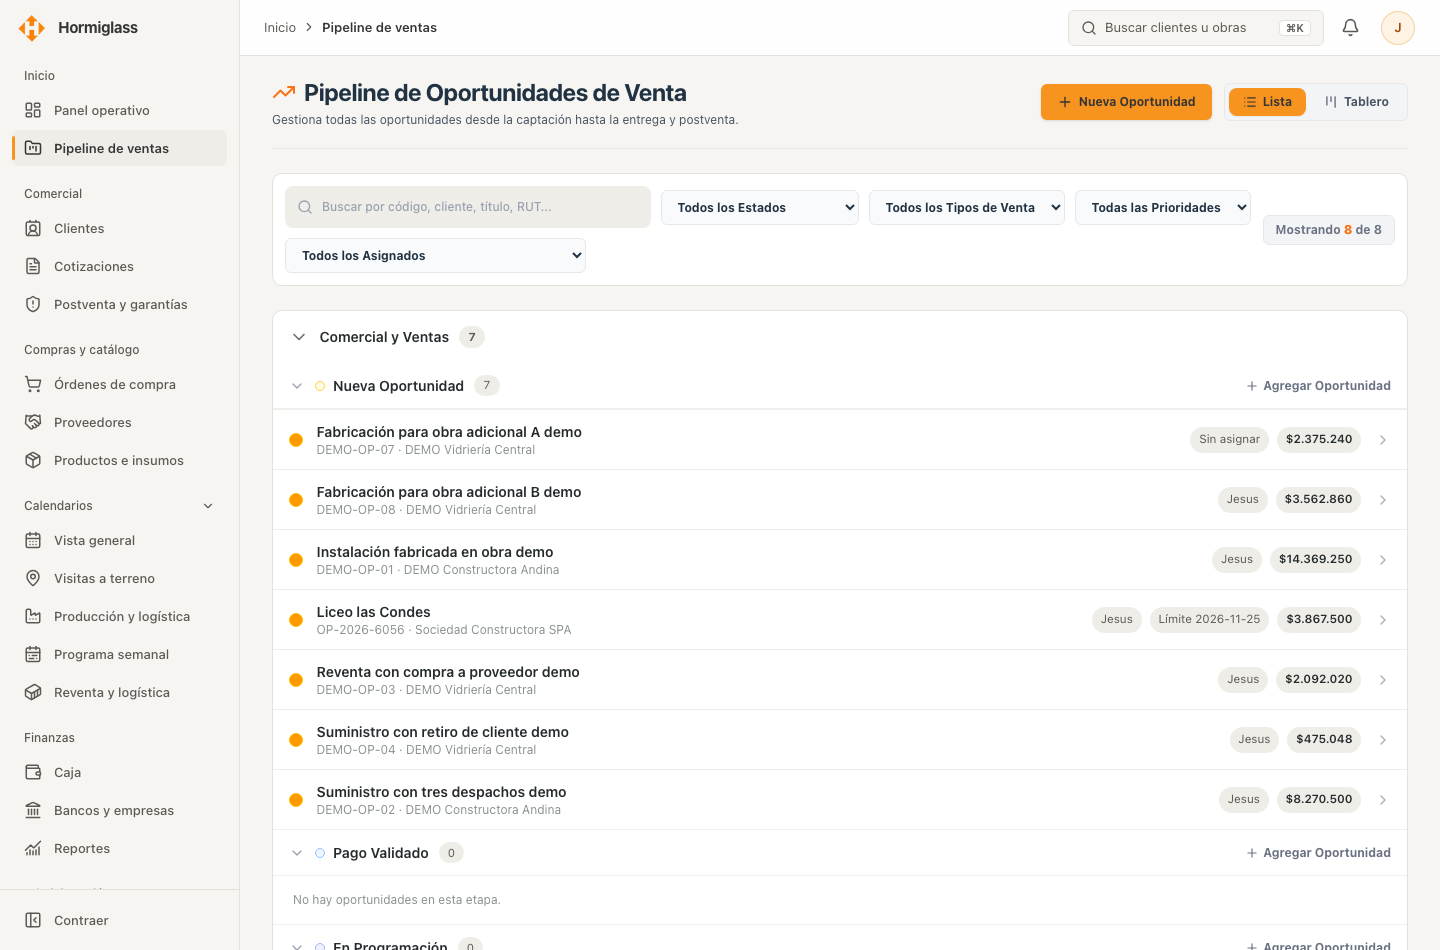 Hormiglass
Inicio
Panel operativo
Pipeline de ventas
Comercial
Clientes
Cotizaciones
Postventa y garantías
Compras y catálogo
Órdenes de compra
Proveedores
Productos e insumos
Calendarios
Vista general
Visitas a terreno
Producción y logística
Programa semanal
Reventa y logística
Finanzas
Caja
Bancos y empresas
Reportes
Contraer
Inicio > Pipeline de ventas
Buscar clientes u obras ⌘K
J
Pipeline de Oportunidades de Venta
Gestiona todas las oportunidades desde la captación hasta la entrega y postventa.
+ Nueva Oportunidad
Lista
Tablero
Buscar por código, cliente, título, RUT...
Todos los Estados
Todos los Tipos de Venta
Todas las Prioridades
Todos los Asignados
Mostrando 8 de 8
Comercial y Ventas 7
Nueva Oportunidad 7
+ Agregar Oportunidad
Fabricación para obra adicional A demo
DEMO-OP-07 · DEMO Vidriería Central
Sin asignar $2.375.240
Fabricación para obra adicional B demo
DEMO-OP-08 · DEMO Vidriería Central
Jesus $3.562.860
Instalación fabricada en obra demo
DEMO-OP-01 · DEMO Constructora Andina
Jesus $14.369.250
Liceo las Condes
OP-2026-6056 · Sociedad Constructora SPA
Jesus Límite 2026-11-25 $3.867.500
Reventa con compra a proveedor demo
DEMO-OP-03 · DEMO Vidriería Central
Jesus $2.092.020
Suministro con retiro de cliente demo
DEMO-OP-04 · DEMO Vidriería Central
Jesus $475.048
Suministro con tres despachos demo
DEMO-OP-02 · DEMO Constructora Andina
Jesus $8.270.500
Pago Validado 0
+ Agregar Oportunidad
No hay oportunidades en esta etapa.
En Programación 0
+ Agregar Oportunidad